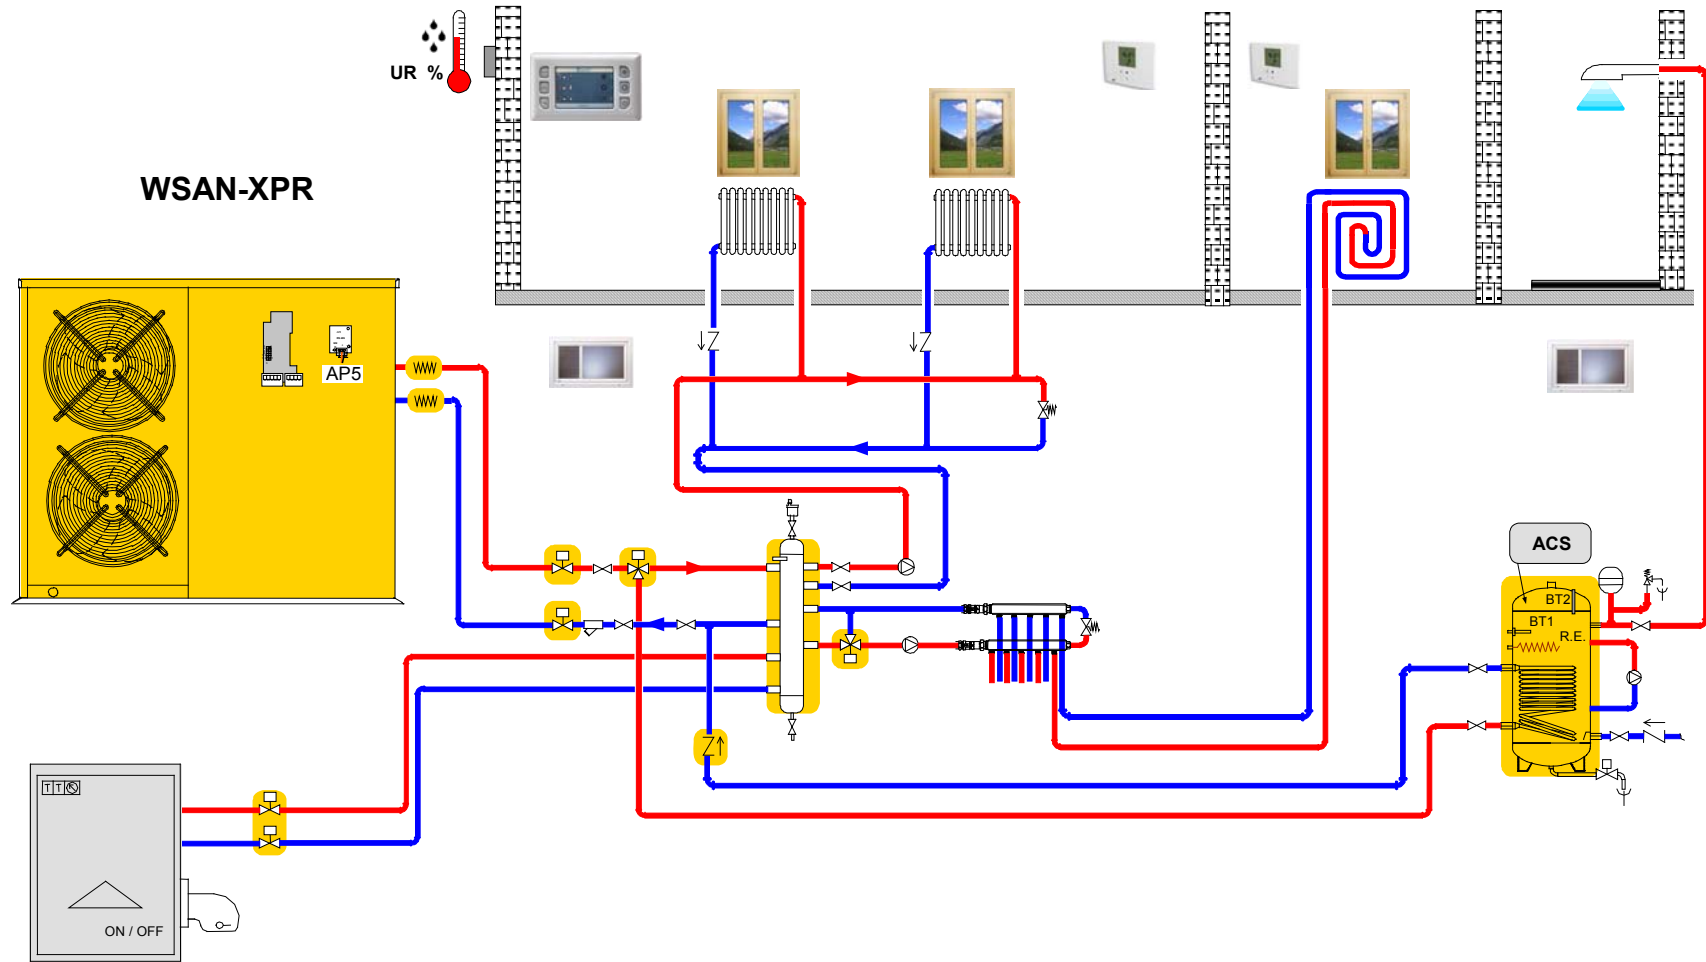 UR %
WSAN-XPR
AP5
ACS
BT2
BT1
R.E.
T T
ON / OFF